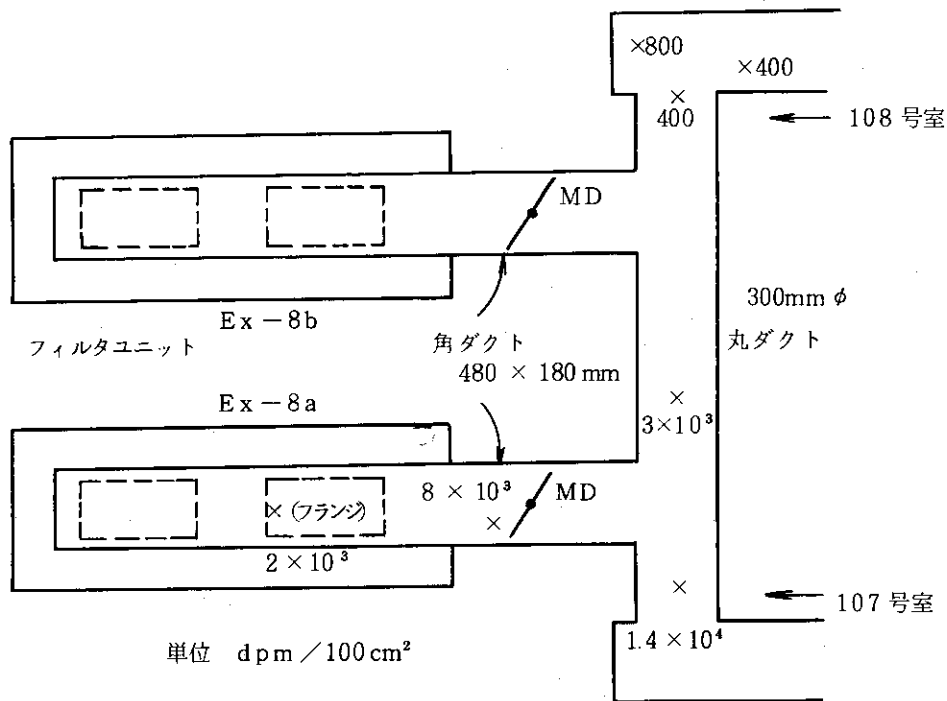 ×800
×400
×
400
108 号室
MD
Ex－8b
フィルタユニット
角ダクト
480 × 180 mm
300mm φ
丸ダクト
Ex－8a
×
3×10³
8 × 10³
MD
×(フランジ)
×
2 × 10³
×
107 号室
1.4 × 10⁴
単位 dpm／100cm²